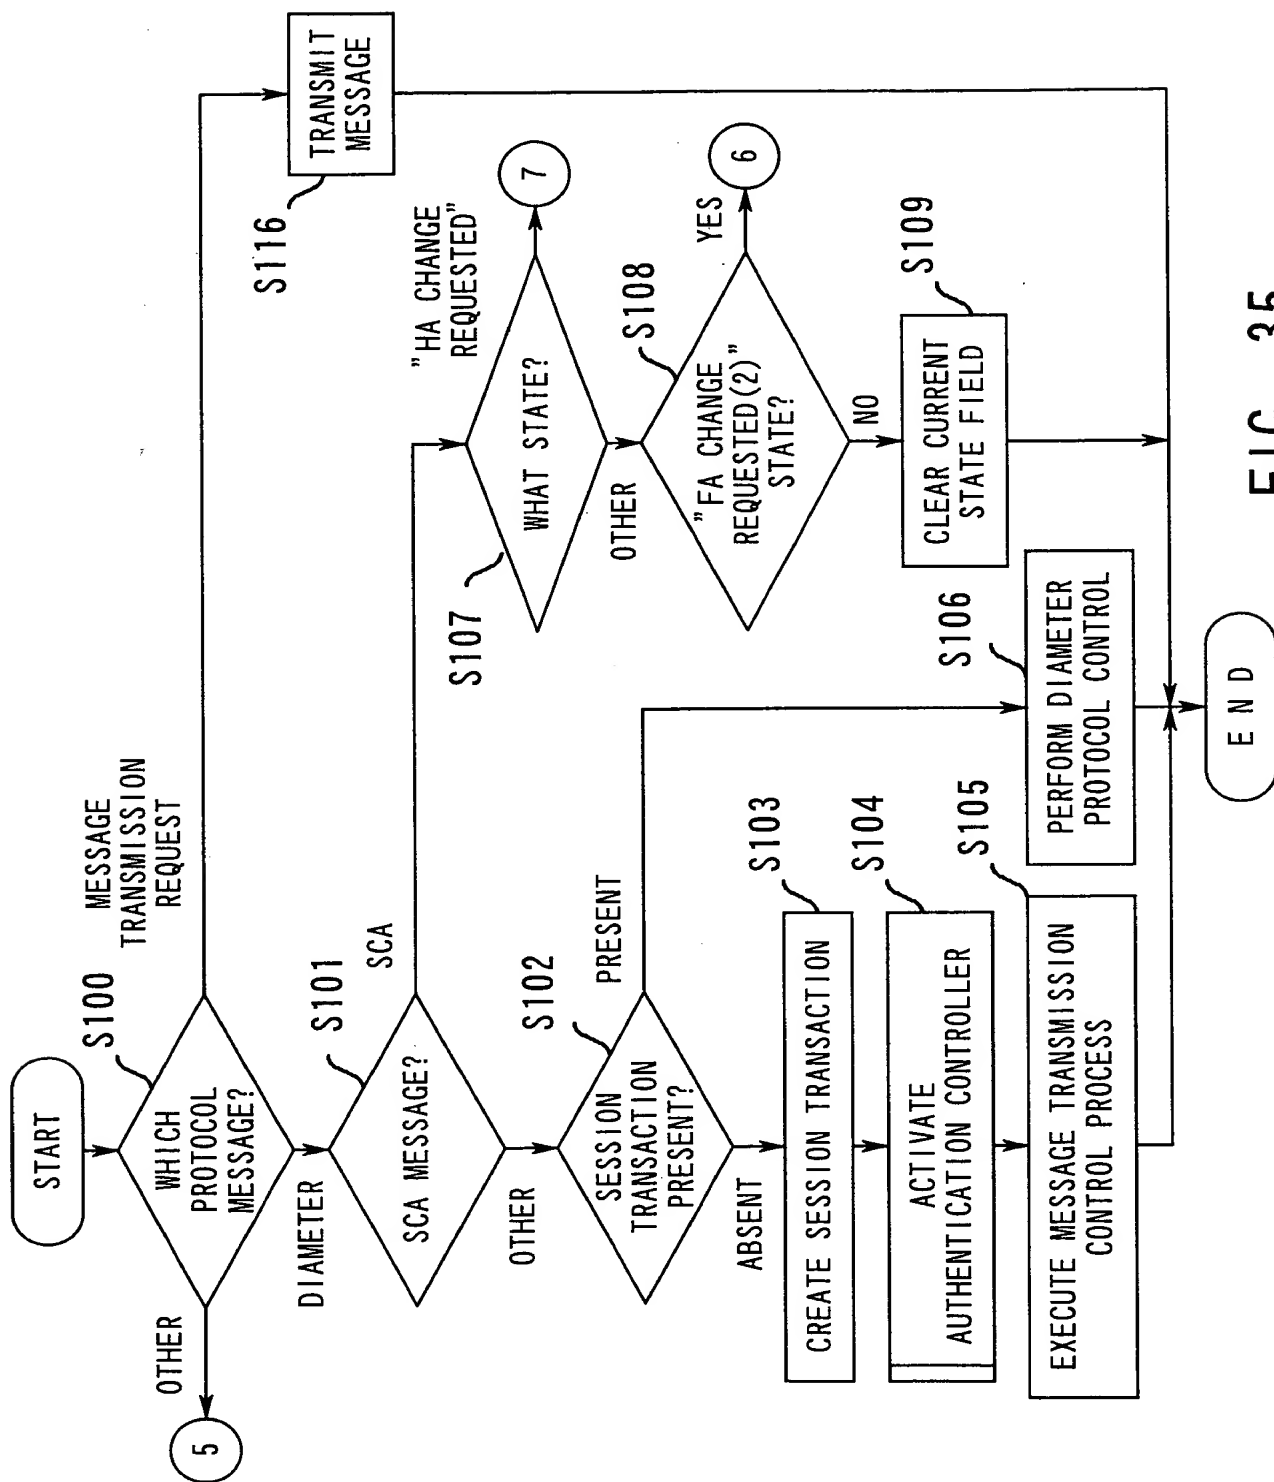 START
S100
WHICH
PROTOCOL
MESSAGE?
MESSAGE
TRANSMISSION
REQUEST
S116
TRANSMIT
MESSAGE
OTHER
5
DIAMETER
S101
SCA MESSAGE?
SCA
S107
WHAT STATE?
"HA CHANGE
REQUESTED"
7
OTHER
OTHER
S102
SESSION
TRANSACTION
PRESENT?
PRESENT
S108
"FA CHANGE
REQUESTED(2)"
STATE?
YES
6
ABSENT
NO
S103
CREATE SESSION TRANSACTION
S109
CLEAR CURRENT
STATE FIELD
S104
ACTIVATE
AUTHENTICATION CONTROLLER
S105
EXECUTE MESSAGE TRANSMISSION
CONTROL PROCESS
S106
PERFORM DIAMETER
PROTOCOL CONTROL
END
FIG. 35